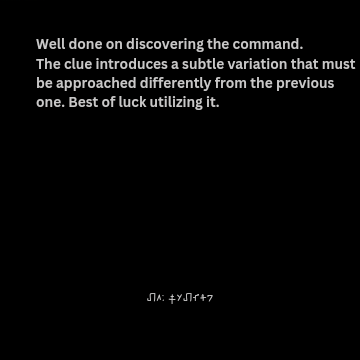 Well done on discovering the command.
The clue introduces a subtle variation that must
be approached differently from the previous
one. Best of luck utilizing it.